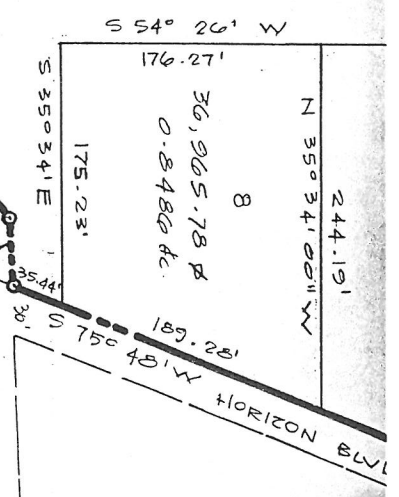 S 54° 26' W
176.27'
S 35° 34' E
175.23'
36,965.78 ⌀
0.8486 Ac.
8
N 35° 34' 00" W
244.19'
35.44'
S 75° 48' W
189.28'
HORIZON BLVD